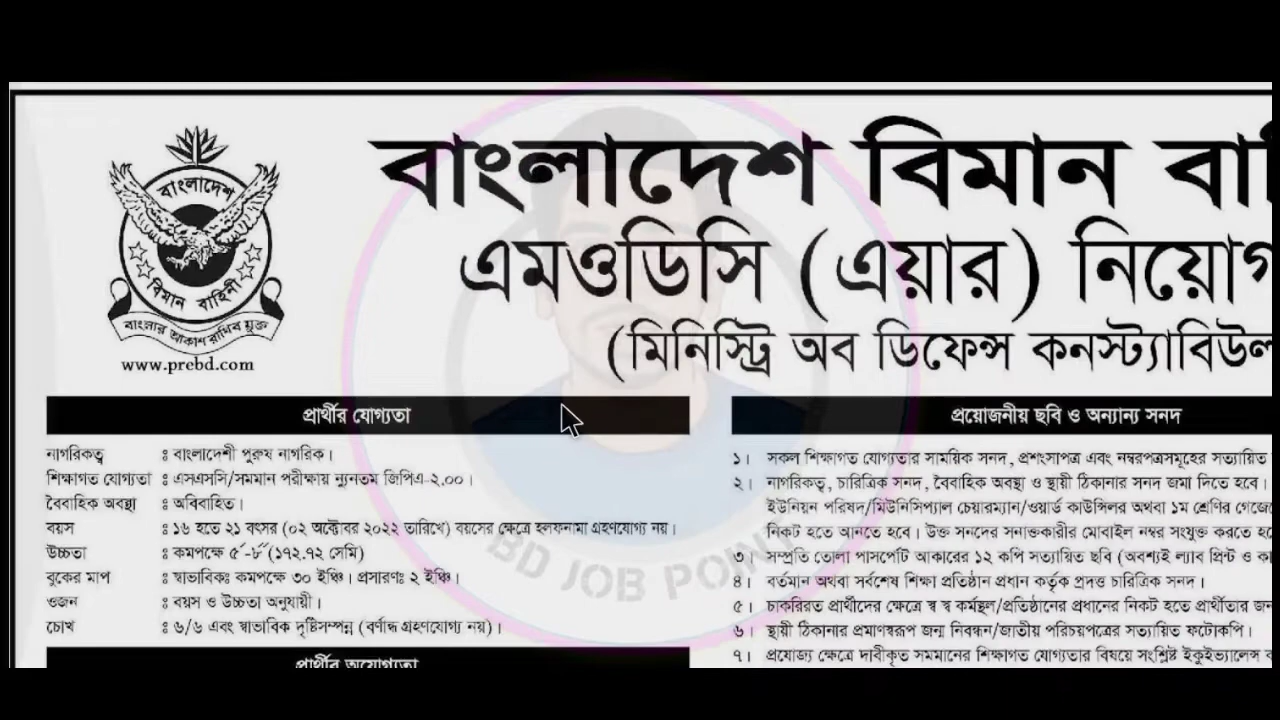 বাংলাদেশ
বিমান বাহিনী
বাংলার আকাশ রাখিব মুক্ত
www.prebd.com
বাংলাদেশ বিমান
এমওডিসি (এয়ার)
(মিনিস্ট্রি অব ডিফেন্স
প্রার্থীর যোগ্যতা
নাগরিকত্ব ঃ বাংলাদেশী পুরুষ নাগরিক।
শিক্ষাগত যোগ্যতা ঃ এসএসসি/সমমান পরীক্ষায় ন্যুনতম জিপিএ-২.০০।
বৈবাহিক অবস্থা ঃ অবিবাহিত।
বয়স ঃ ১৬ হতে ২১ বৎসর (০২ অক্টোবর ২০২২ তারিখে) বয়সের ক্ষেত্রে হলফনামা গ্রহণযোগ্য নয়।
উচ্চতা ঃ কমপক্ষে ৫´-৮˝(১৭২.৭২ সেমি)
বুকের মাপ ঃ স্বাভাবিকঃ কমপক্ষে ৩০ ইঞ্চি। প্রসারণঃ ২ ইঞ্চি।
ওজন ঃ বয়স ও উচ্চতা অনুযায়ী।
চোখ ঃ ৬/৬ এবং স্বাভাবিক দৃষ্টিসম্পন্ন (বর্ণান্ধ গ্রহণযোগ্য নয়)।
প্রার্থীর অযোগ্যতা
প্রয়োজনীয় ছবি ও অন্যান্য সনদ
১। সকল শিক্ষাগত যোগ্যতার সাময়িক সনদ, প্রশংসাপত্র এবং নম্বরপত্রসমূহের সত্যায়িত
২। নাগরিকত্ব, চারিত্রিক সনদ, বৈবাহিক অবস্থা ও স্থায়ী ঠিকানার সনদ জমা দিতে হবে।
ইউনিয়ন পরিষদ/মিউনিসিপ্যাল চেয়ারম্যান/ওয়ার্ড কাউন্সিলর অথবা ১ম শ্রেণির
নিকট হতে আনতে হবে। উক্ত সনদের সনাক্তকারীর মোবাইল নম্বর সংযুক্ত করতে
৩। সম্প্রতি তোলা পাসপোর্ট আকারের ১২ কপি সত্যায়িত ছবি (অবশ্যই ল্যাব প্রিন্ট ও
৪। বর্তমান অথবা সর্বশেষ শিক্ষা প্রতিষ্ঠান প্রধান কর্তৃক প্রদত্ত চারিত্রিক সনদ।
৫। চাকরিরত প্রার্থীদের ক্ষেত্রে স্ব স্ব কর্মস্থল/প্রতিষ্ঠানের প্রধানের নিকট হতে প্রার্থীতার
৬। স্থায়ী ঠিকানার প্রমাণস্বরূপ জন্ম নিবন্ধন/জাতীয় পরিচয়পত্রের সত্যায়িত ফটোকপি।
৭। প্রযোজ্য ক্ষেত্রে দাবীকৃত সমমানের শিক্ষাগত যোগ্যতার বিষয়ে সংশ্লিষ্ট ইকুইভ্যালেন্স
BD JOB POINT